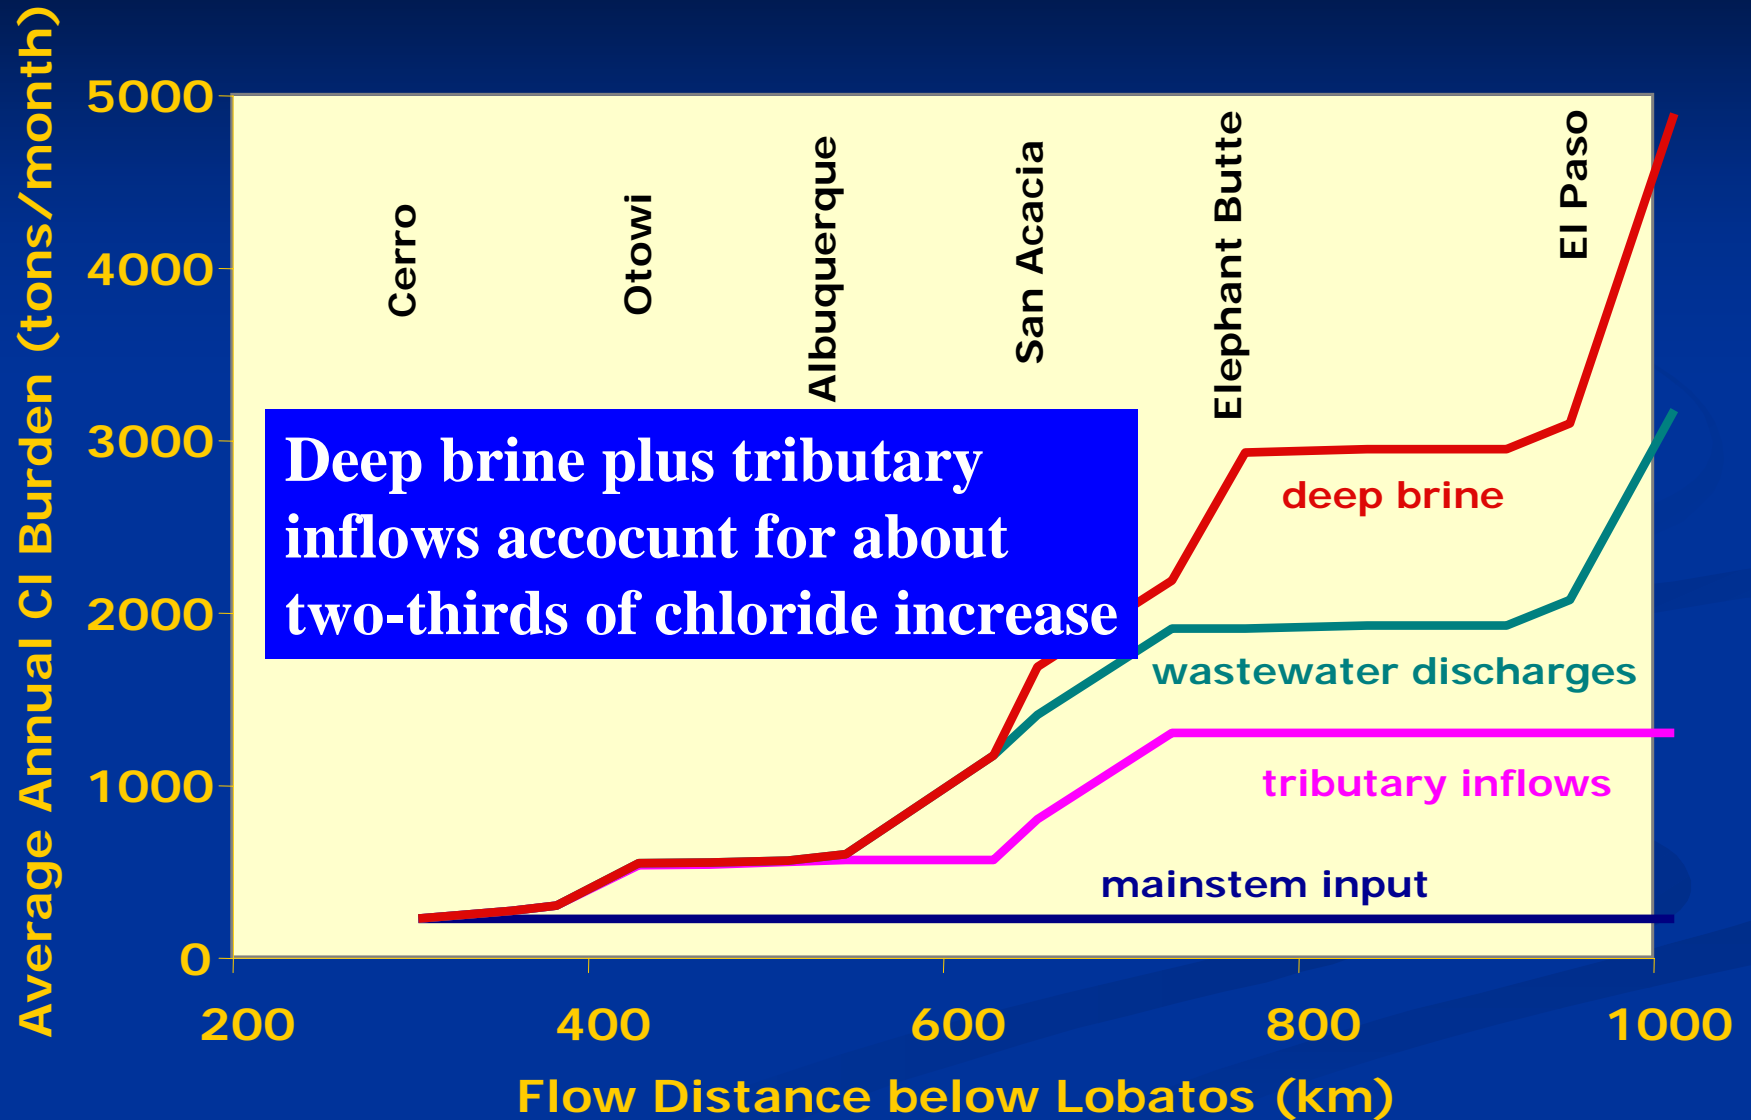 Average Annual Cl Burden (tons/month)
5000
4000
3000
2000
1000
0
Cerro
Otowi
Albuquerque
San Acacia
Elephant Butte
El Paso
Deep brine plus tributary
inflows accocunt for about
two-thirds of chloride increase
deep brine
wastewater discharges
tributary inflows
mainstem input
200 400 600 800 1000
Flow Distance below Lobatos (km)